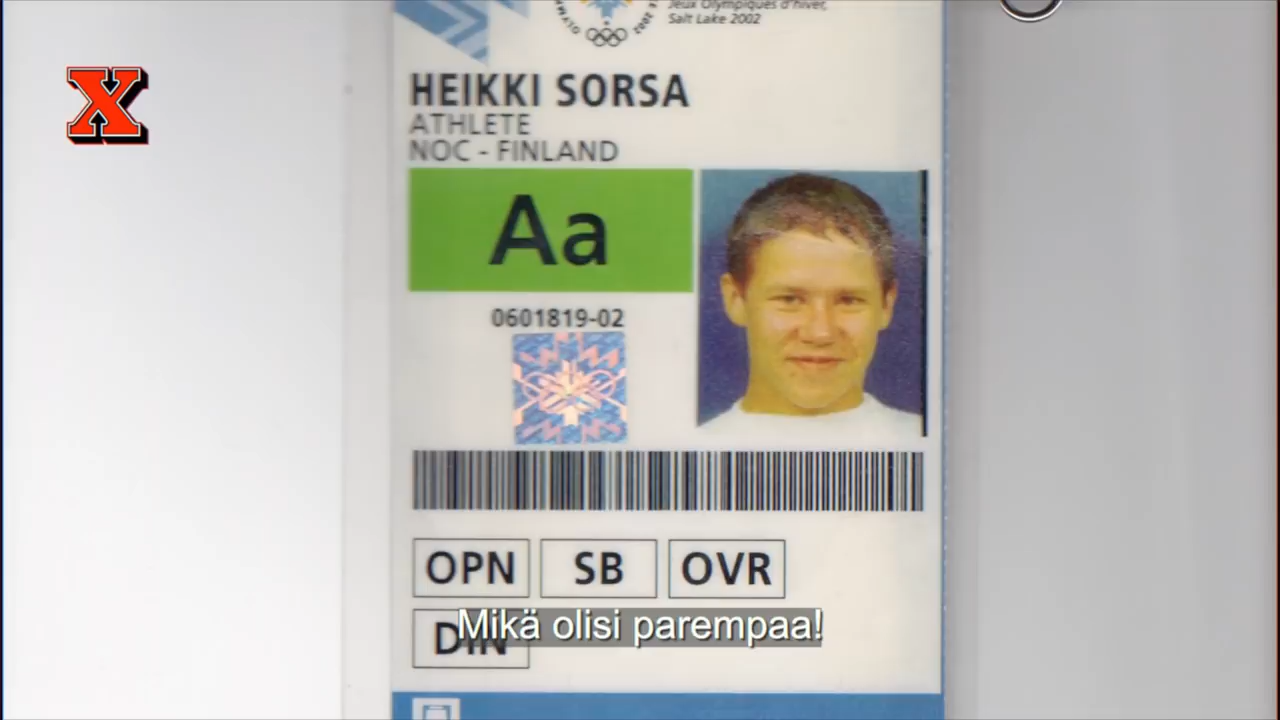 Jeux Olympiques d'hiver,
Salt Lake 2002
X
HEIKKI SORSA
ATHLETE
NOC - FINLAND
Aa
0601819-02
OPN SB OVR
DIN
Mikä olisi parempaa!